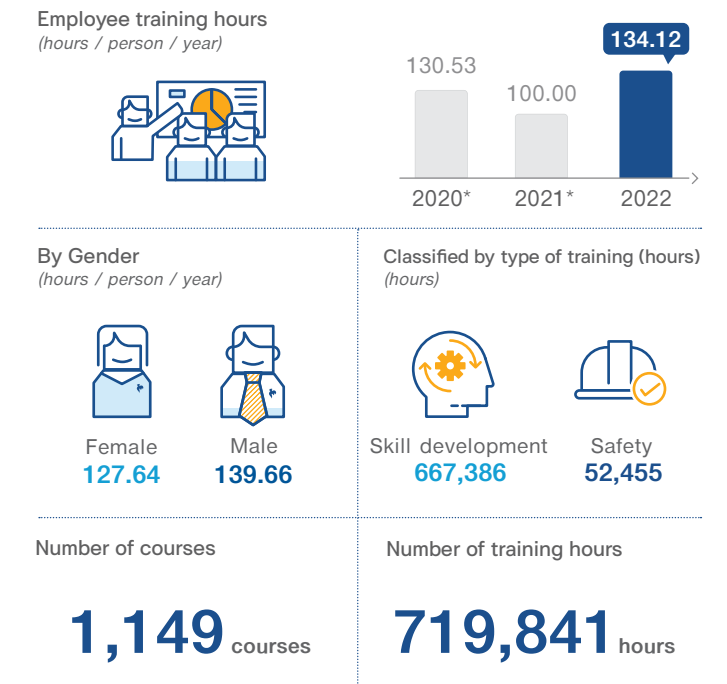 Employee training hours
(hours / person / year)
134.12
130.53
100.00
2020*
2021*
2022
By Gender
(hours / person / year)
Female
127.64
Male
139.66
Classified by type of training (hours)
(hours)
Skill development
667,386
Safety
52,455
Number of courses
1,149 courses
Number of training hours
719,841 hours